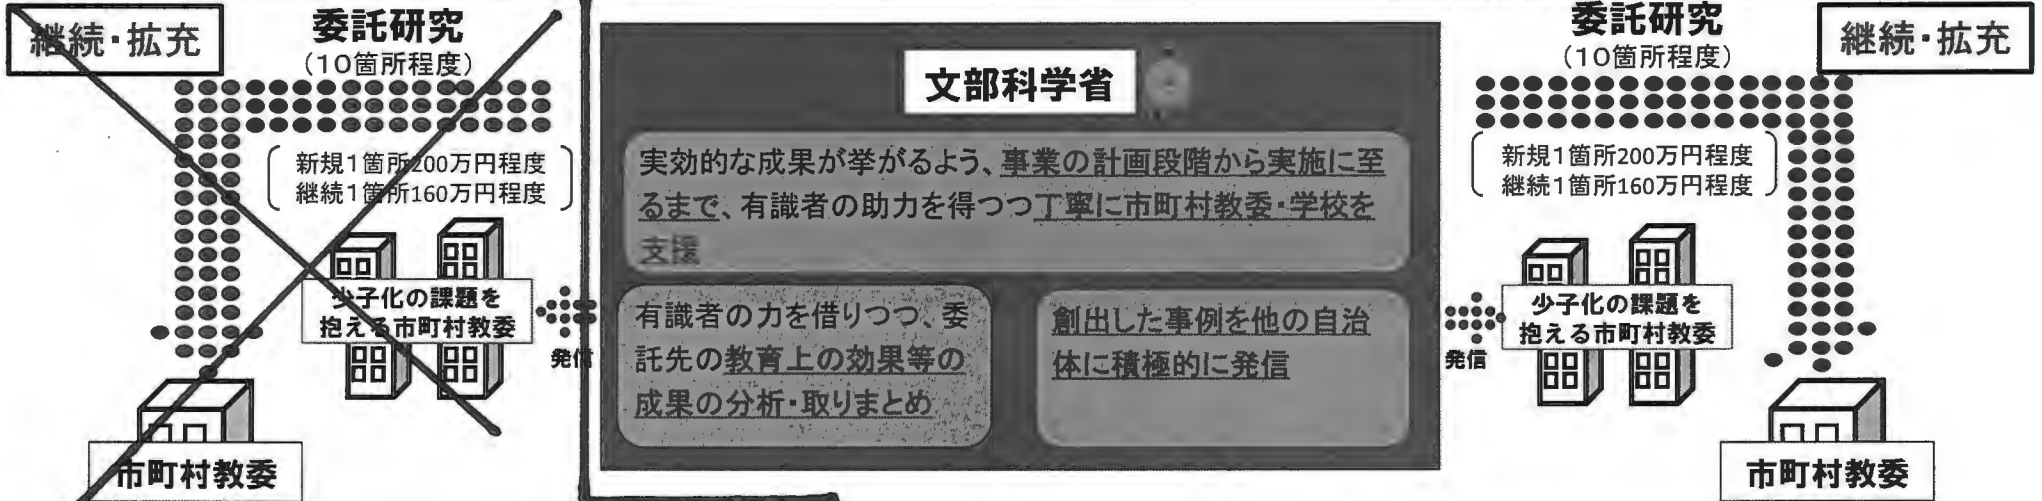 継続・拡充
委託研究
(10箇所程度)
新規1箇所200万円程度
継続1箇所160万円程度
少子化の課題を
抱える市町村教委
発信
市町村教委
文部科学省
実効的な成果が挙がるよう、事業の計画段階から実施に至
るまで、有識者の助力を得つつ丁寧に市町村教委・学校を
支援
有識者の力を借りつつ、委
託先の教育上の効果等の
成果の分析・取りまとめ
創出した事例を他の自治
体に積極的に発信
委託研究
(10箇所程度)
継続・拡充
新規1箇所200万円程度
継続1箇所160万円程度
少子化の課題を
抱える市町村教委
発信
市町村教委